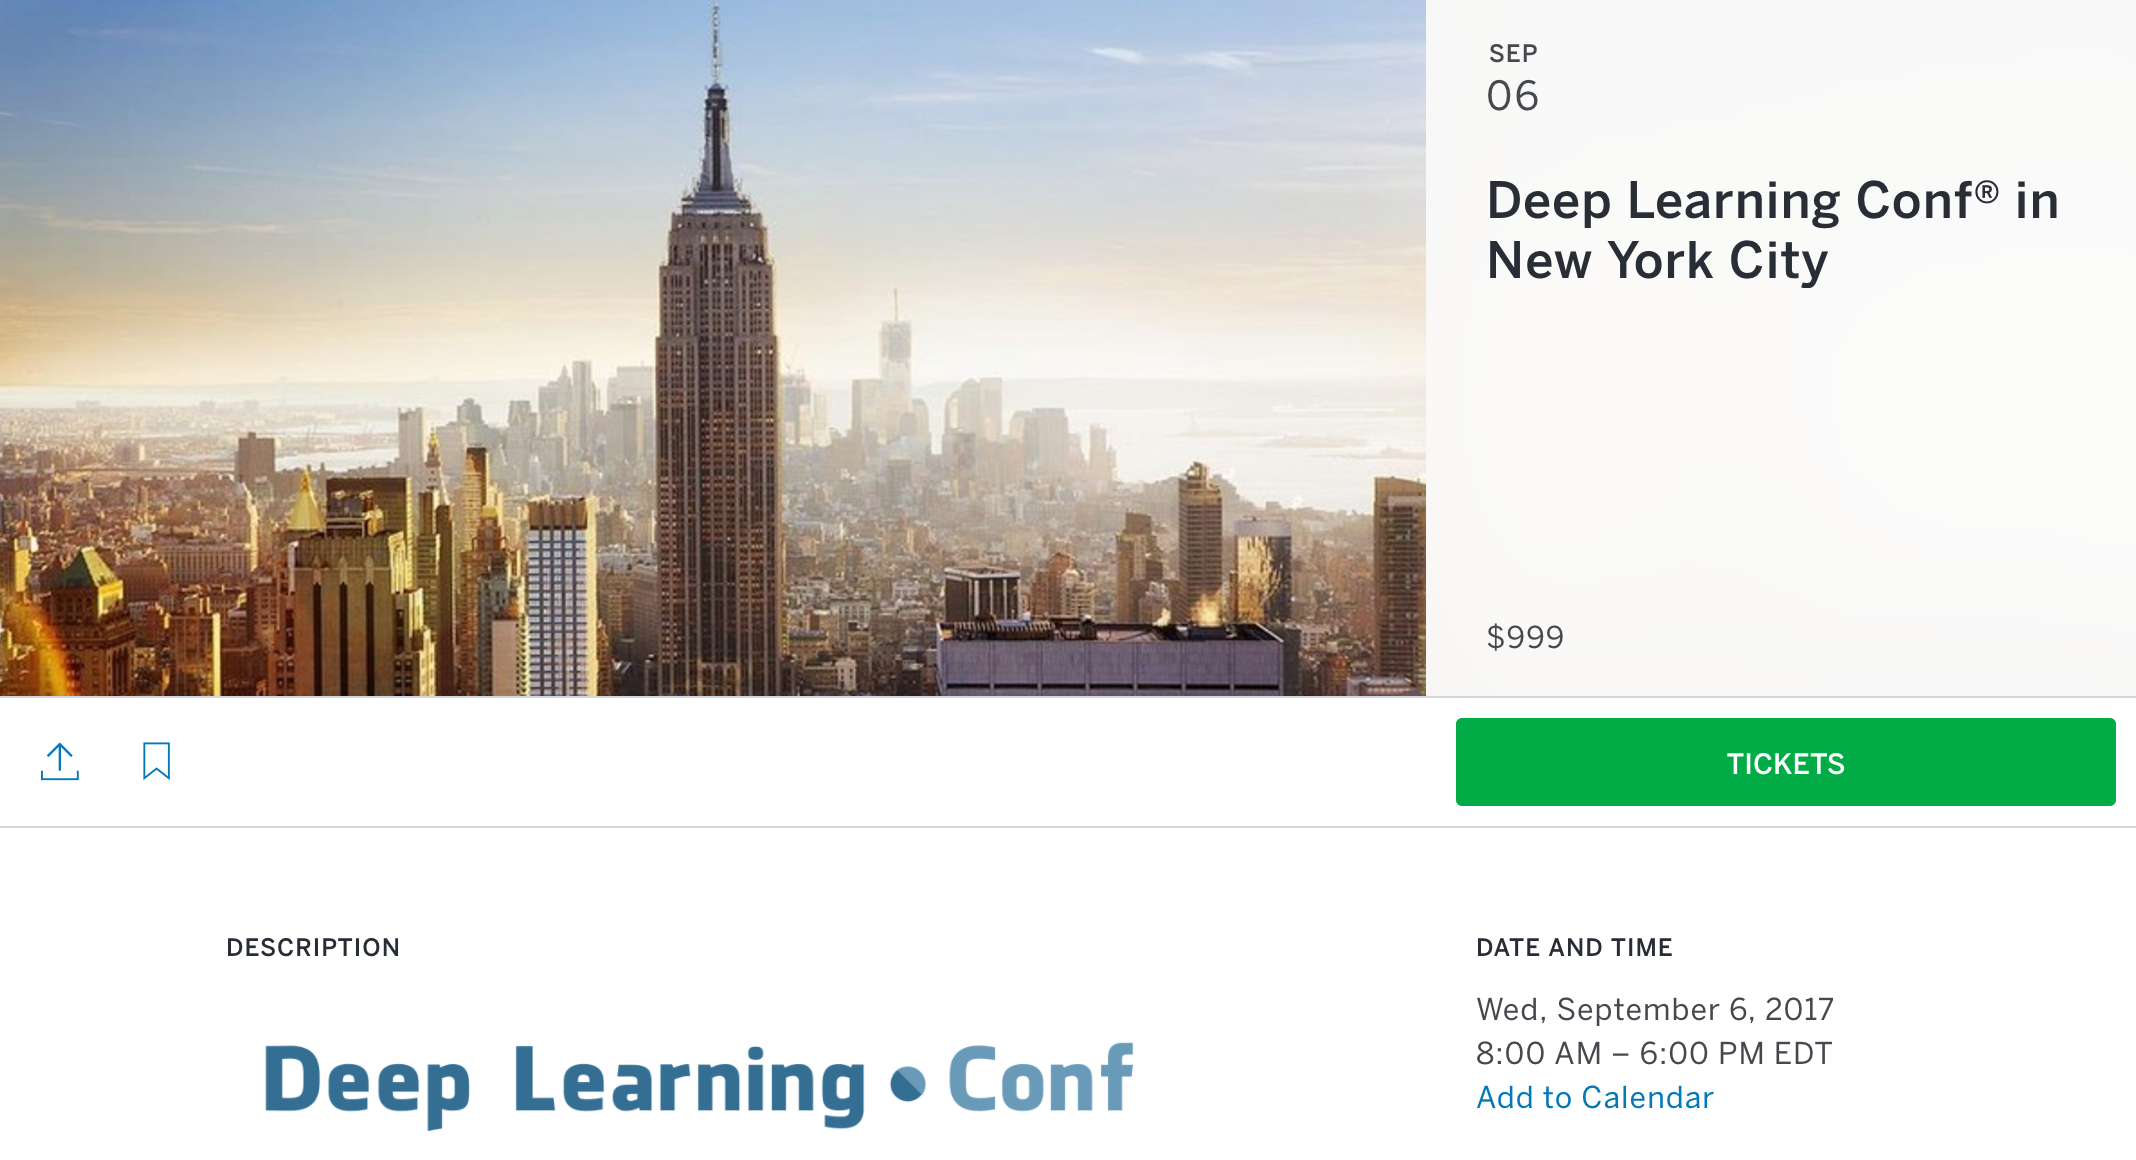 SEP
06
Deep Learning Conf® in
New York City
$999
TICKETS
DESCRIPTION
Deep Learning • Conf
DATE AND TIME
Wed, September 6, 2017
8:00 AM – 6:00 PM EDT
Add to Calendar